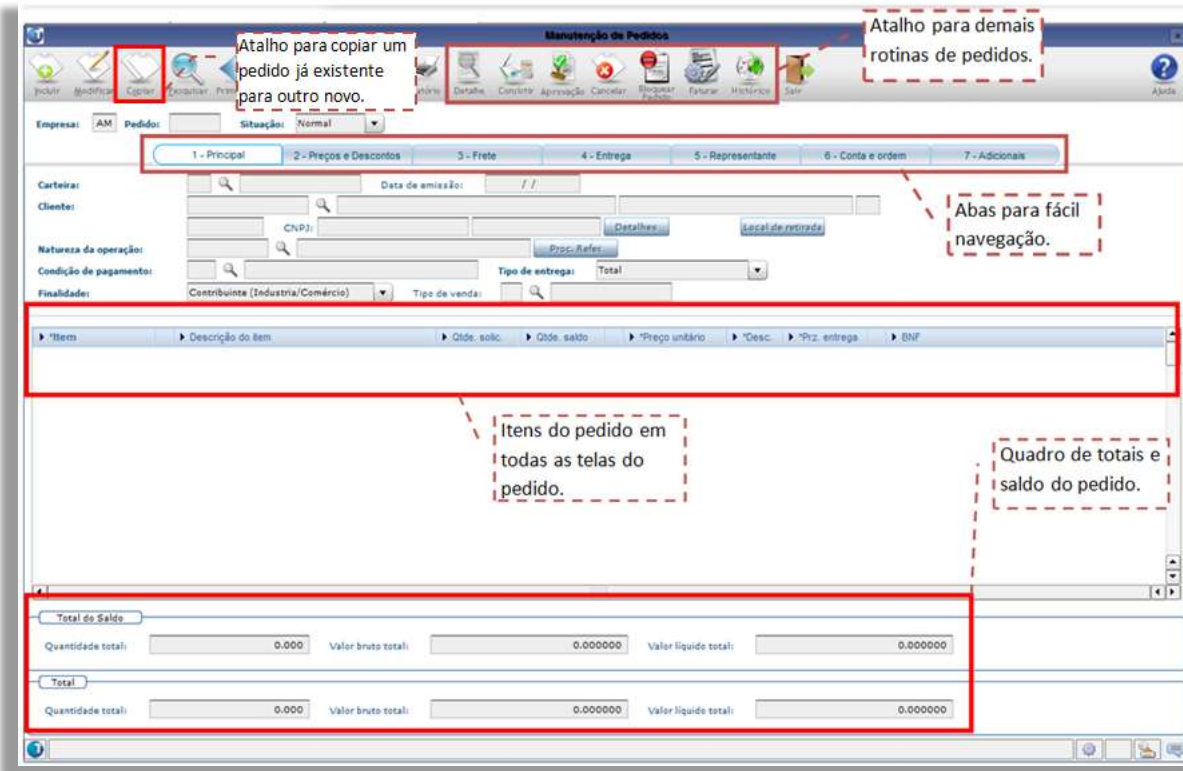 Manutenção de Pedidos
Atalho para demais
rotinas de pedidos.
Atalho para copiar um
pedido já existente
para outro novo.
Incluir Modificar Copiar Pesquisar Detalhe Consistir Aprovação Cancelar Bloquear Pedido Faturar Histórico Sair Ajuda
Empresa: AM Pedido: Situação: Normal
1 - Principal 2 - Preços e Descontos 3 - Frete 4 - Entrega 5 - Representante 6 - Conta e ordem 7 - Adicionais
Carteira: Data de emissão: / /
Cliente:
CNPJ: Detalhes Local de retirada
Abas para fácil
navegação.
Natureza da operação: Proc. Refer
Condição de pagamento: Tipo de entrega: Total
Finalidade: Contribuinte (Industria/Comércio) Tipo de venda:
*Item Descrição do item Qtde. solic. Qtde. saldo *Preço unitário *Desc. *Prz. entrega BNF
Itens do pedido em
todas as telas do
pedido.
Quadro de totais e
saldo do pedido.
Total do Saldo
Quantidade total: 0.000 Valor bruto total: 0.000000 Valor líquido total: 0.000000
Total
Quantidade total: 0.000 Valor bruto total: 0.000000 Valor líquido total: 0.000000